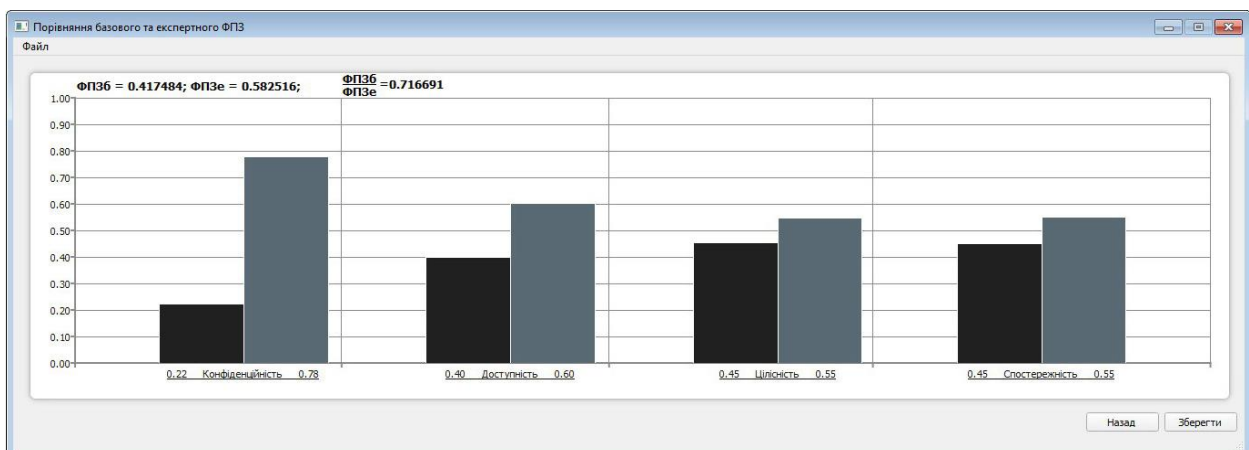 Порівняння базового та експертного ФПЗ
Файл
ФПЗб = 0.417484; ФПЗе = 0.582516;
ФПЗб
ФПЗе
=0.716691
1.00
0.90
0.80
0.70
0.60
0.50
0.40
0.30
0.20
0.10
0.00
0.22 Конфіденційність 0.78
0.40 Доступність 0.60
0.45 Цілісність 0.55
0.45 Спостережність 0.55
Назад
Зберегти